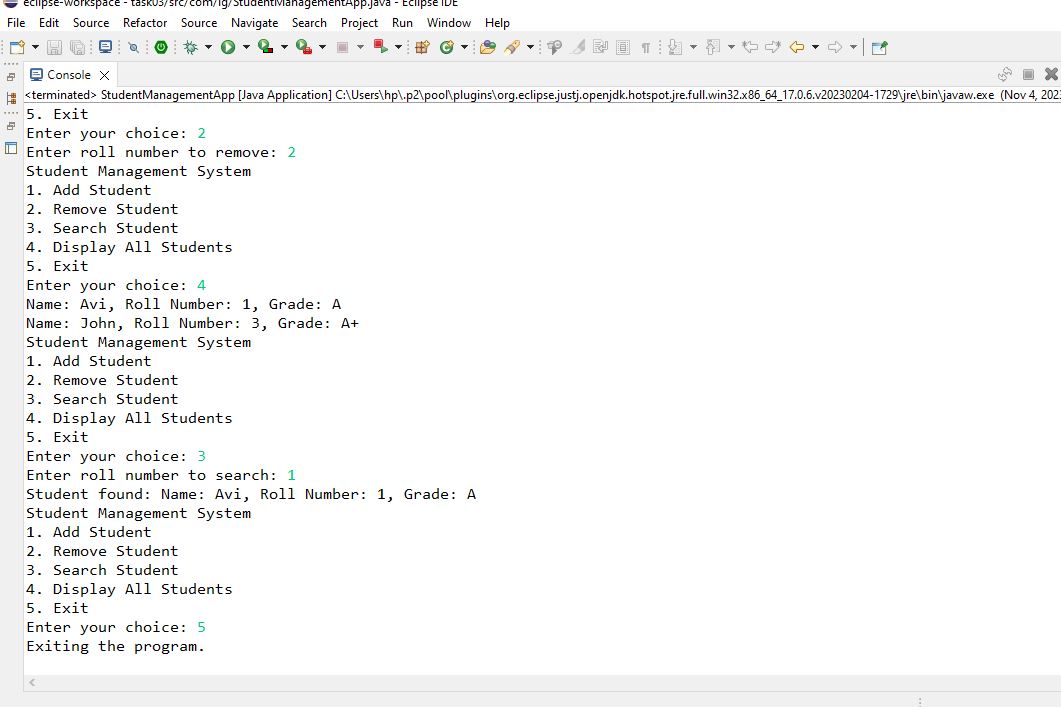 eclipse-workspace - task03/src/com/ig/StudentManagementApp.java - Eclipse IDE
File Edit Source Refactor Source Navigate Search Project Run Window Help
Console
<terminated> StudentManagementApp [Java Application] C:\Users\hp\.p2\pool\plugins\org.eclipse.justj.openjdk.hotspot.jre.full.win32.x86_64_17.0.6.v20230204-1729\jre\bin\javaw.exe (Nov 4, 202
5. Exit
Enter your choice: 2
Enter roll number to remove: 2
Student Management System
1. Add Student
2. Remove Student
3. Search Student
4. Display All Students
5. Exit
Enter your choice: 4
Name: Avi, Roll Number: 1, Grade: A
Name: John, Roll Number: 3, Grade: A+
Student Management System
1. Add Student
2. Remove Student
3. Search Student
4. Display All Students
5. Exit
Enter your choice: 3
Enter roll number to search: 1
Student found: Name: Avi, Roll Number: 1, Grade: A
Student Management System
1. Add Student
2. Remove Student
3. Search Student
4. Display All Students
5. Exit
Enter your choice: 5
Exiting the program.